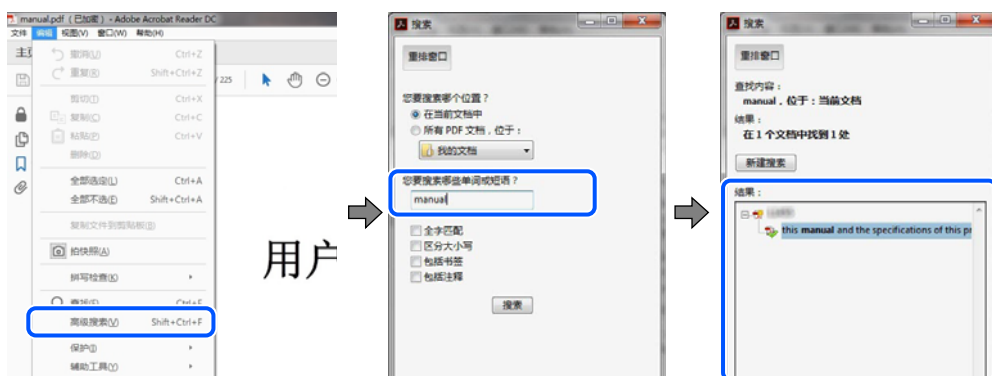 manual.pdf （已加密）- Adobe Acrobat Reader DC
文件 编辑 视图(V) 窗口(W) 帮助(H)
主页
撤消(U) Ctrl+Z
重复(R) Shift+Ctrl+Z
/ 225
剪切(T) Ctrl+X
复制(C) Ctrl+C
粘贴(P) Ctrl+V
删除(D)
全部选定(L) Ctrl+A
全部不选(E) Shift+Ctrl+A
复制文件到剪贴板(B)
拍快照(A)
拼写检查(K)
查找(F) Ctrl+F
高级搜索(V) Shift+Ctrl+F
保护(I)
辅助工具(Y)
用户
搜索
重排窗口
您要搜索哪个位置？
在当前文档中
所有 PDF 文档，位于：
我的文档
您要搜索哪些单词或短语？
manual
全字匹配
区分大小写
包括书签
包括注释
搜索
搜索
重排窗口
查找内容：
manual，位于：当前文档
结果：
在 1 个文档中找到 1 处
新建搜索
结果：
this manual and the specifications of this pr